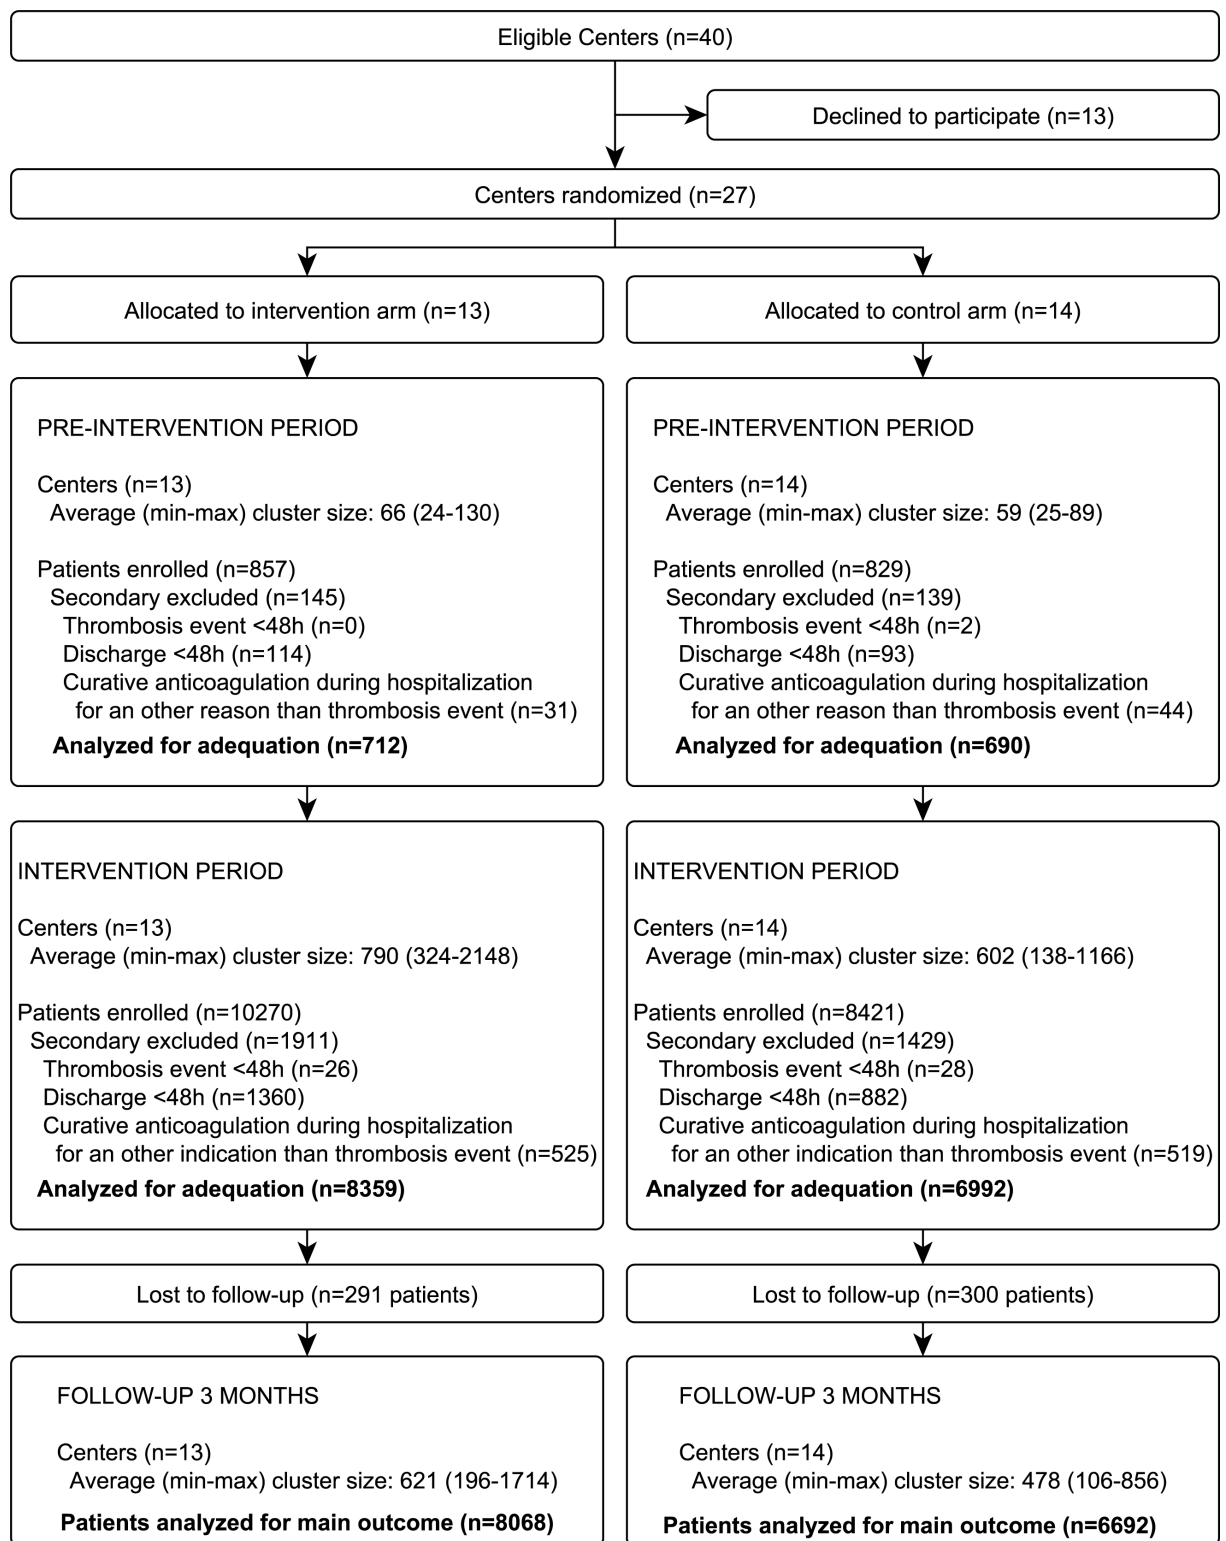 Eligible Centers (n=40)
Declined to participate (n=13)
Centers randomized (n=27)
Allocated to intervention arm (n=13)
Allocated to control arm (n=14)
PRE-INTERVENTION PERIOD
Centers (n=13)
Average (min-max) cluster size: 66 (24-130)
Patients enrolled (n=857)
Secondary excluded (n=145)
Thrombosis event <48h (n=0)
Discharge <48h (n=114)
Curative anticoagulation during hospitalization
for an other reason than thrombosis event (n=31)
Analyzed for adequation (n=712)
PRE-INTERVENTION PERIOD
Centers (n=14)
Average (min-max) cluster size: 59 (25-89)
Patients enrolled (n=829)
Secondary excluded (n=139)
Thrombosis event <48h (n=2)
Discharge <48h (n=93)
Curative anticoagulation during hospitalization
for an other reason than thrombosis event (n=44)
Analyzed for adequation (n=690)
INTERVENTION PERIOD
Centers (n=13)
Average (min-max) cluster size: 790 (324-2148)
Patients enrolled (n=10270)
Secondary excluded (n=1911)
Thrombosis event <48h (n=26)
Discharge <48h (n=1360)
Curative anticoagulation during hospitalization
for an other indication than thrombosis event (n=525)
Analyzed for adequation (n=8359)
INTERVENTION PERIOD
Centers (n=14)
Average (min-max) cluster size: 602 (138-1166)
Patients enrolled (n=8421)
Secondary excluded (n=1429)
Thrombosis event <48h (n=28)
Discharge <48h (n=882)
Curative anticoagulation during hospitalization
for an other indication than thrombosis event (n=519)
Analyzed for adequation (n=6992)
Lost to follow-up (n=291 patients)
Lost to follow-up (n=300 patients)
FOLLOW-UP 3 MONTHS
Centers (n=13)
Average (min-max) cluster size: 621 (196-1714)
Patients analyzed for main outcome (n=8068)
FOLLOW-UP 3 MONTHS
Centers (n=14)
Average (min-max) cluster size: 478 (106-856)
Patients analyzed for main outcome (n=6692)